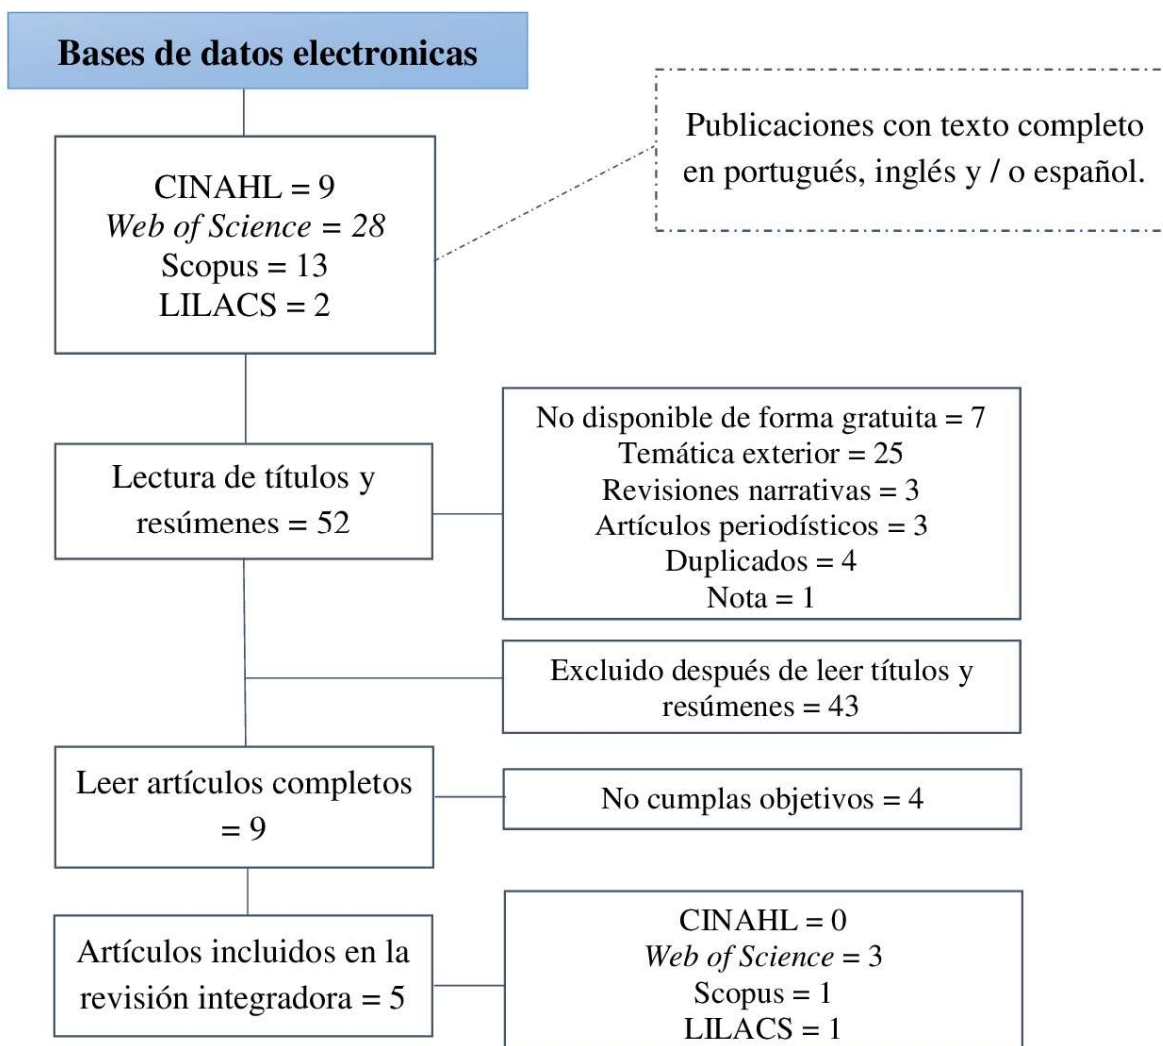 Bases de datos electronicas
Publicaciones con texto completo
en portugués, inglés y / o español.
CINAHL = 9
Web of Science = 28
Scopus = 13
LILACS = 2
No disponible de forma gratuita = 7
Temática exterior = 25
Revisiones narrativas = 3
Artículos periodísticos = 3
Duplicados = 4
Nota = 1
Lectura de títulos y
resúmenes = 52
Excluido después de leer títulos y
resúmenes = 43
Leer artículos completos
= 9
No cumplas objetivos = 4
Artículos incluidos en la
revisión integradora = 5
CINAHL = 0
Web of Science = 3
Scopus = 1
LILACS = 1